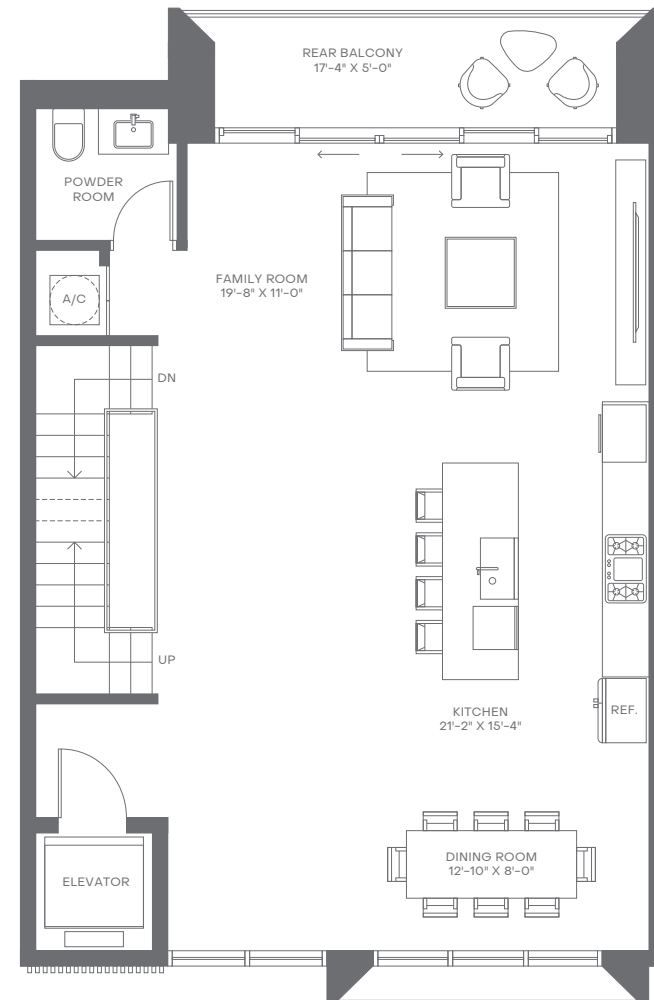 REAR BALCONY
17'-4" X 5'-0"
POWDER
ROOM
FAMILY ROOM
19'-8" X 11'-0"
A/C
DN
UP
KITCHEN
21'-2" X 15'-4"
REF.
DINING ROOM
12'-10" X 8'-0"
ELEVATOR